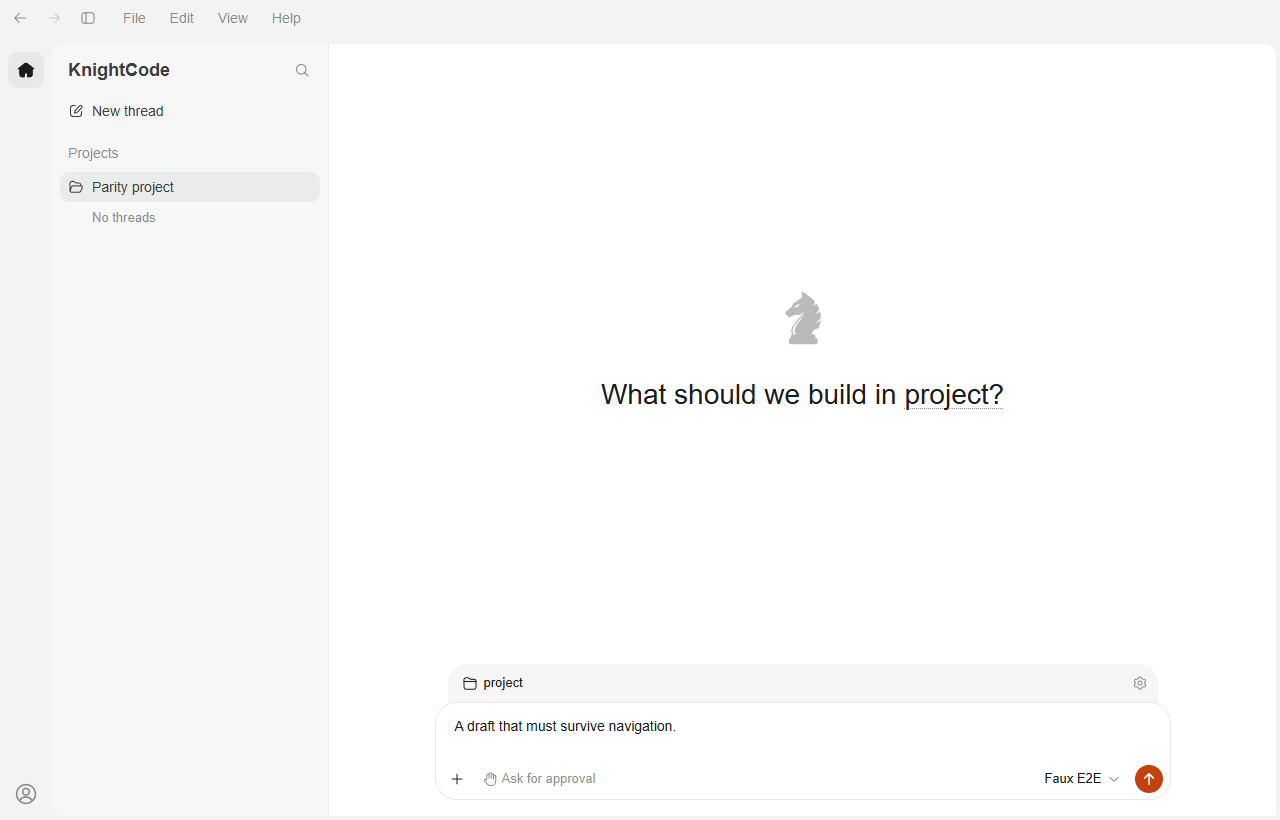 File Edit View Help
KnightCode
New thread
Projects
Parity project
No threads
What should we build in project?
project
A draft that must survive navigation.
Ask for approval
Faux E2E